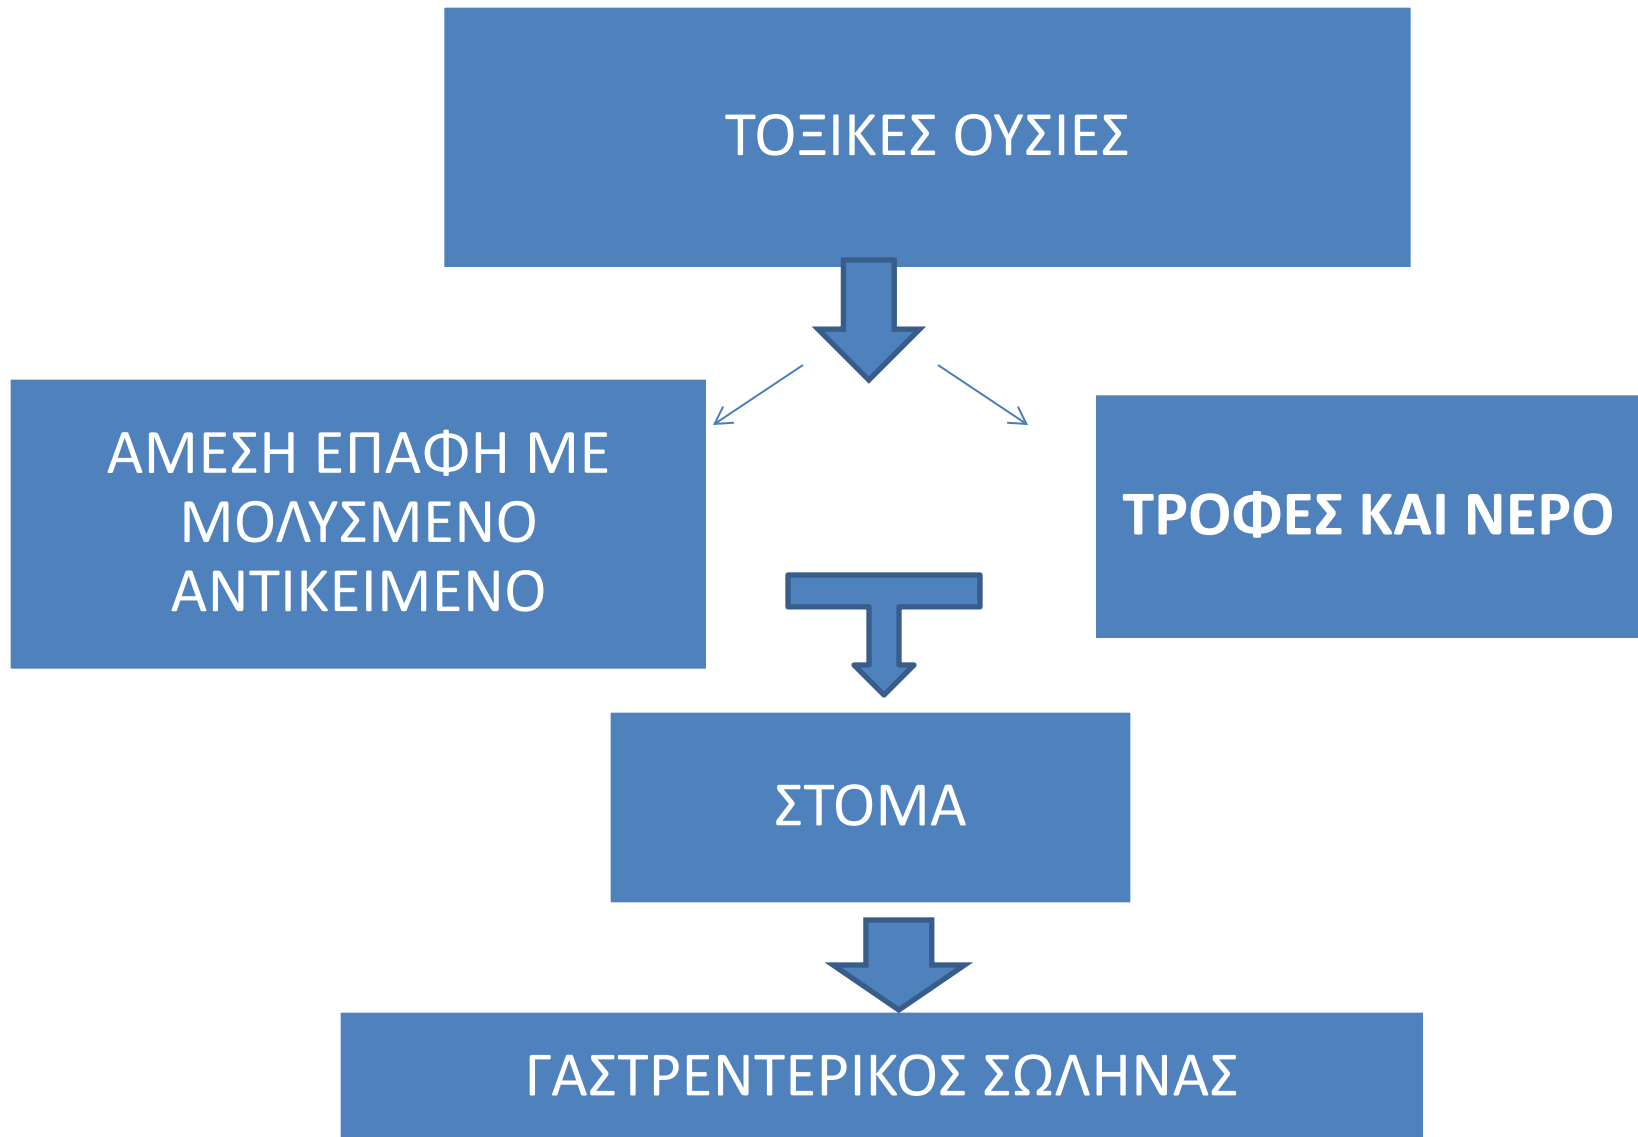 ΤΟΞΙΚΕΣ ΟΥΣΙΕΣ
ΑΜΕΣΗ ΕΠΑΦΗ ΜΕ
ΜΟΛΥΣΜΕΝΟ
ΑΝΤΙΚΕΙΜΕΝΟ
ΤΡΟΦΕΣ ΚΑΙ ΝΕΡΟ
ΣΤΟΜΑ
ΓΑΣΤΡΕΝΤΕΡΙΚΟΣ ΣΩΛΗΝΑΣ